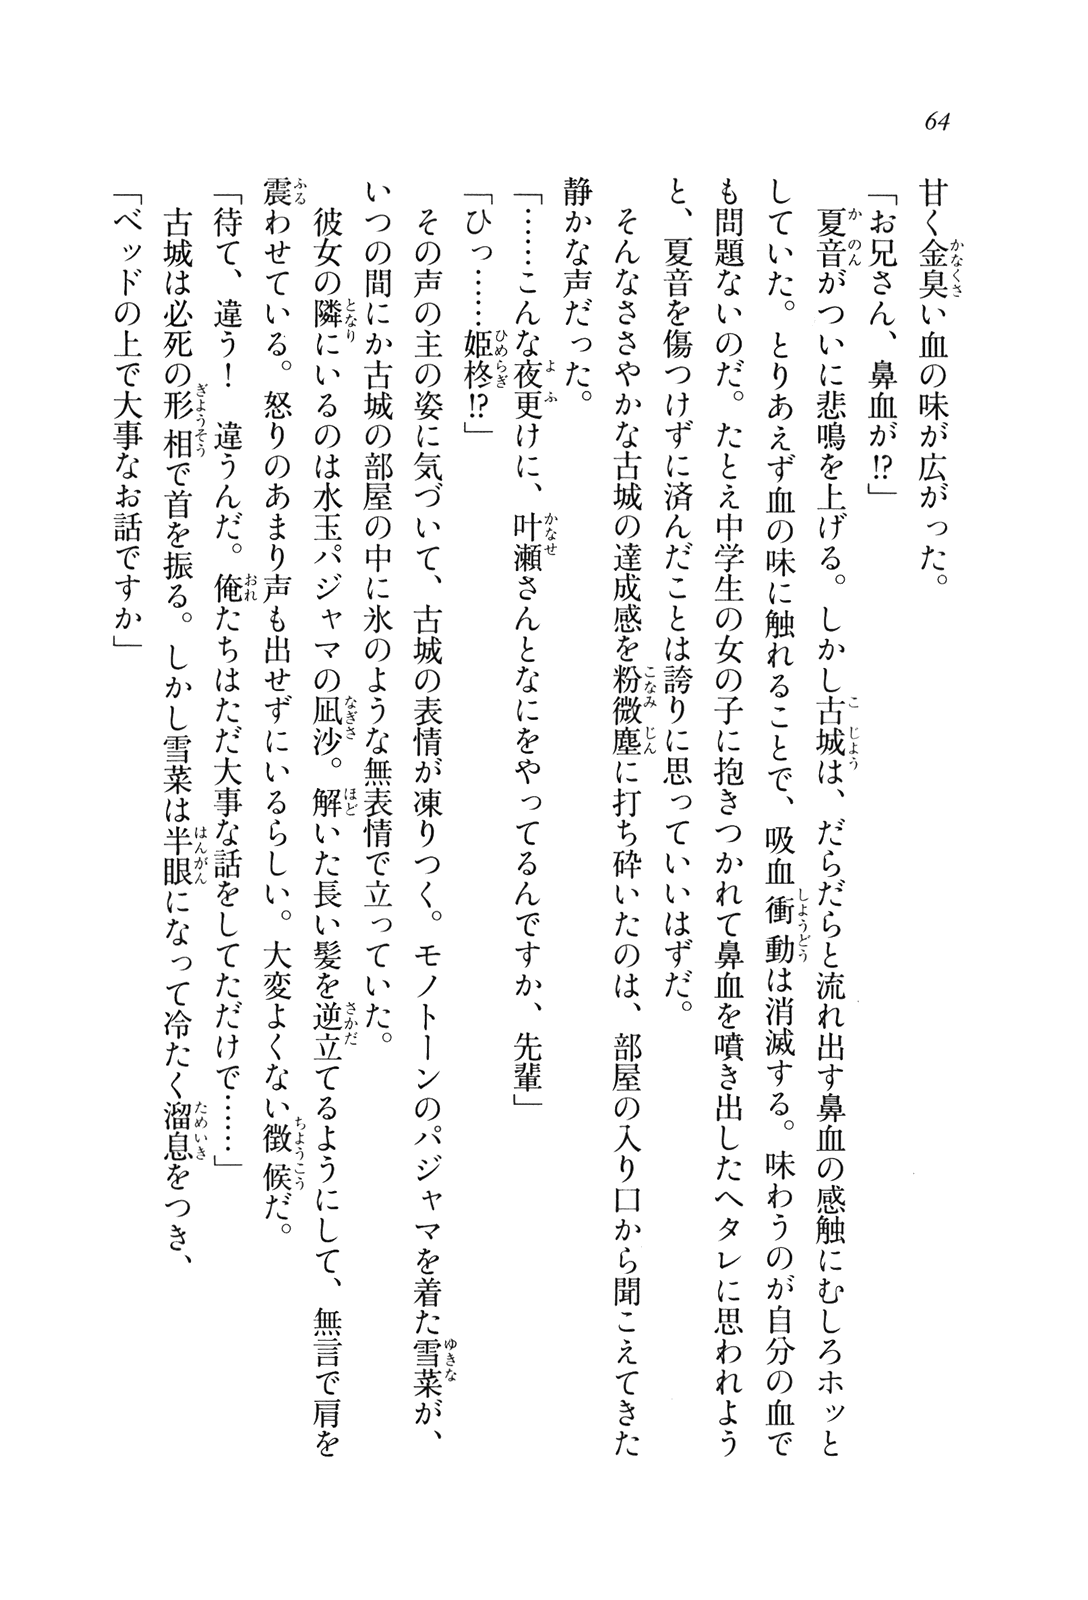 64
甘く金臭い血の味が広がった。
「お兄さん、鼻血が!?」
夏音がついに悲鳴を上げる。しかし古城は、だらだらと流れ出す鼻血の感触にむしろホッと
していた。とりあえず血の味に触れることで、吸血衝動は消滅する。味わうのが自分の血で
も問題ないのだ。たとえ中学生の女の子に抱きつかれて鼻血を噴き出したヘタレに思われよう
と、夏音を傷つけずに済んだことは誇りに思っていいはずだ。
そんなささやかな古城の達成感を粉微塵に打ち砕いたのは、部屋の入り口から聞こえてきた
静かな声だった。
「……こんな夜更けに、叶瀬さんとなにをやってるんですか、先輩」
「ひっ……姫柊!?」
その声の主の姿に気づいて、古城の表情が凍りつく。モノトーンのパジャマを着た雪菜が、
いつの間にか古城の部屋の中に氷のような無表情で立っていた。
彼女の隣にいるのは水玉パジャマの凪沙。解いた長い髪を逆立てるようにして、無言で肩を
震わせている。怒りのあまり声も出せずにいるらしい。大変よくない徴候だ。
「待て、違う！　違うんだ。俺たちはただ大事な話をしてただけで……」
古城は必死の形相で首を振る。しかし雪菜は半眼になって冷たく溜息をつき、
「ベッドの上で大事なお話ですか」